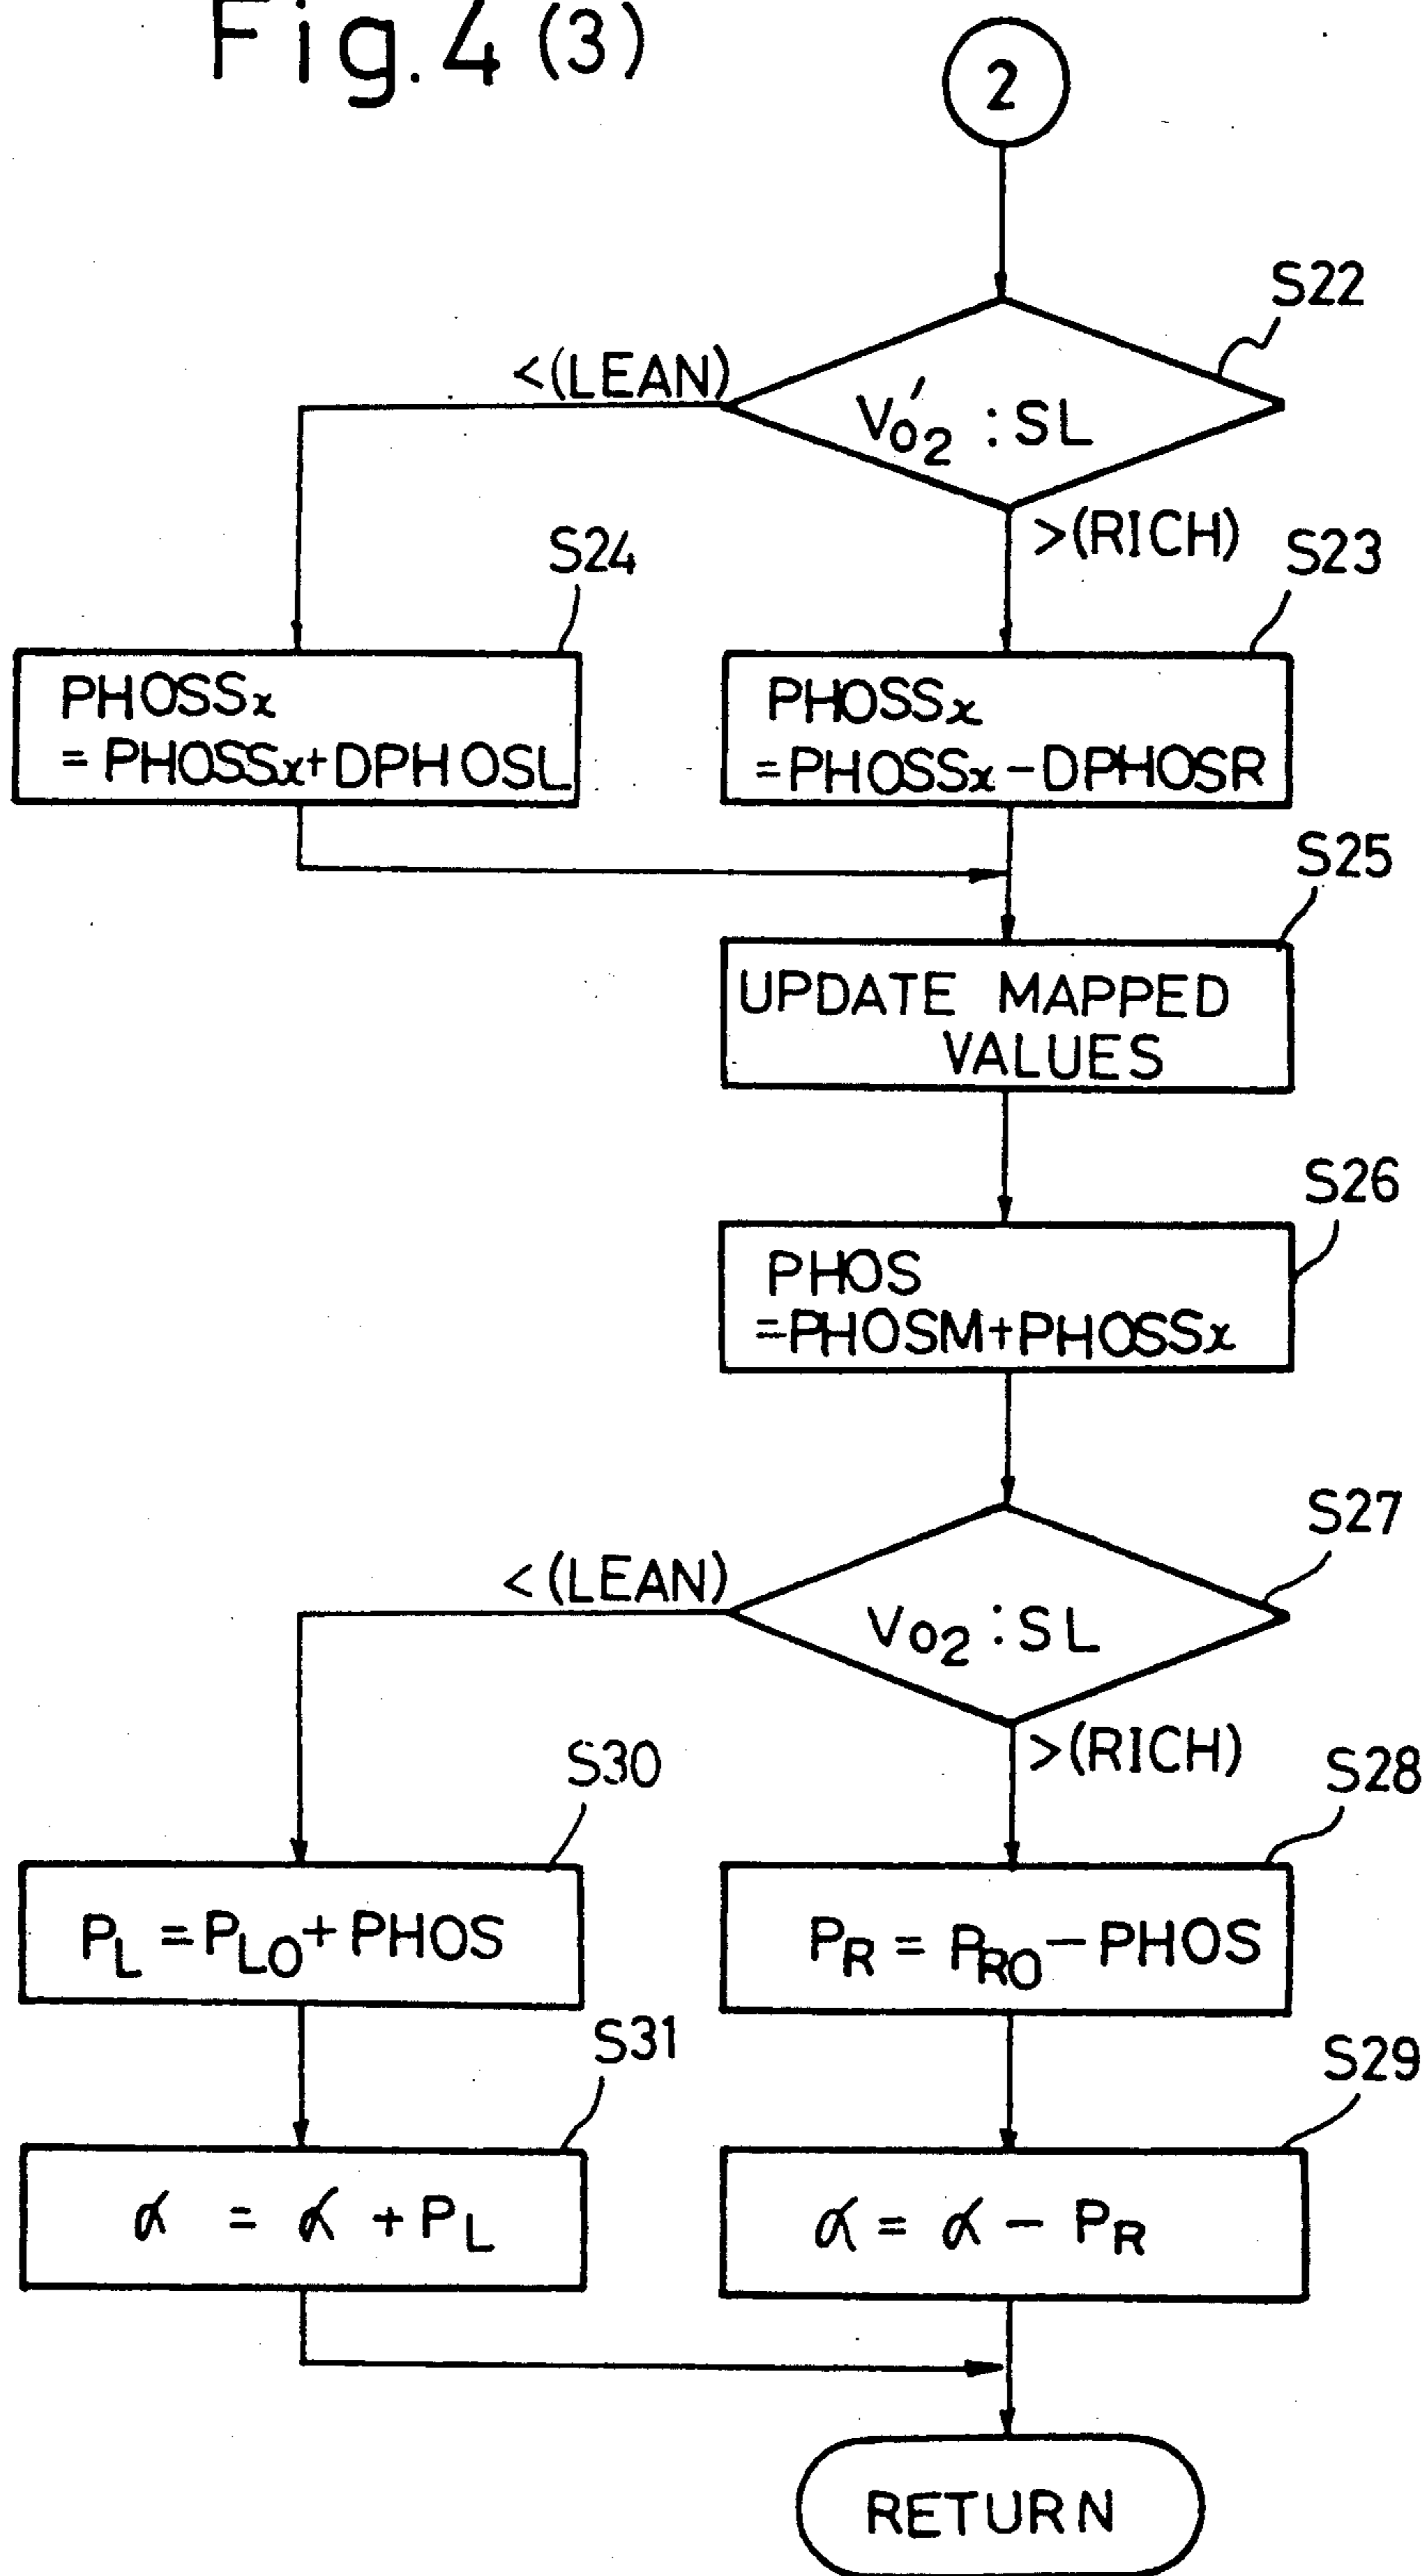 Fig. 4 (3)
2
S22
<(LEAN)
V'O2 : SL
>(RICH)
S24
S23
PHOSSx
= PHOSSx+DPHOSL
PHOSSx
=PHOSSx-DPHOSR
S25
UPDATE MAPPED
VALUES
S26
PHOS
=PHOSM+PHOSSx
S27
<(LEAN)
VO2 : SL
>(RICH)
S30
S28
PL = PLO + PHOS
PR = PRO - PHOS
S31
S29
α = α + PL
α = α - PR
RETURN